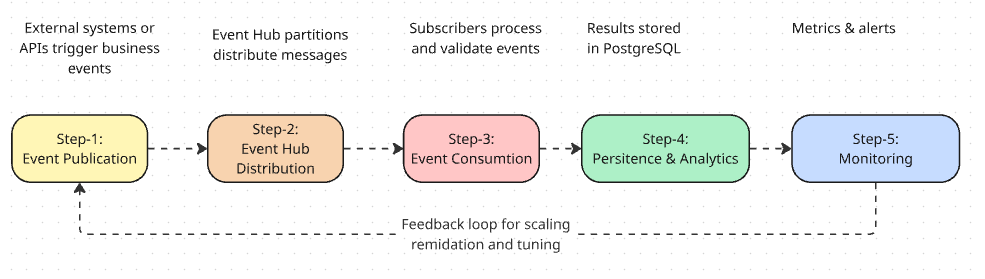 External systems or
APIs trigger business
events
Event Hub partitions
distribute messages
Subscribers process
and validate events
Results stored
in PostgreSQL
Metrics & alerts
Step-1:
Event Publication
Step-2:
Event Hub
Distribution
Step-3:
Event Consumtion
Step-4:
Persitence & Analytics
Step-5:
Monitoring
Feedback loop for scaling
remidation and tuning